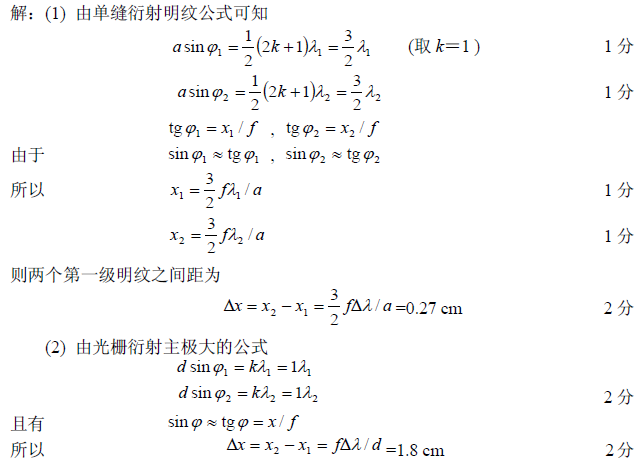 解：(1) 由单缝衍射明纹公式可知
a sin φ₁ = 1/2 (2k + 1)λ₁ = 3/2 λ₁ (取 k＝1 ) 1 分
a sin φ₂ = 1/2 (2k + 1)λ₂ = 3/2 λ₂ 1 分
tg φ₁ = x₁ / f , tg φ₂ = x₂ / f
由于 sin φ₁ ≈ tg φ₁ , sin φ₂ ≈ tg φ₂
所以 x₁ = 3/2 fλ₁ / a 1 分
x₂ = 3/2 fλ₂ / a 1 分
则两个第一级明纹之间距为
Δx = x₂ − x₁ = 3/2 fΔλ / a =0.27 cm 2 分
(2) 由光栅衍射主极大的公式
d sin φ₁ = kλ₁ = 1λ₁
d sin φ₂ = kλ₂ = 1λ₂ 2 分
且有 sin φ ≈ tg φ = x / f
所以 Δx = x₂ − x₁ = fΔλ / d =1.8 cm 2分